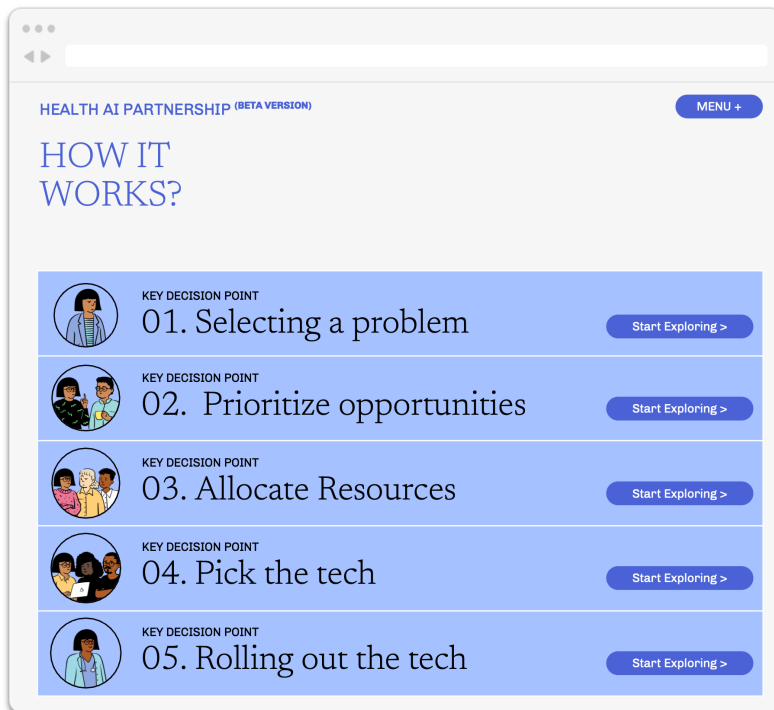 HEALTH AI PARTNERSHIP (BETA VERSION)
MENU +
HOW IT
WORKS?
KEY DECISION POINT
01. Selecting a problem
Start Exploring >
KEY DECISION POINT
02. Prioritize opportunities
Start Exploring >
KEY DECISION POINT
03. Allocate Resources
Start Exploring >
KEY DECISION POINT
04. Pick the tech
Start Exploring >
KEY DECISION POINT
05. Rolling out the tech
Start Exploring >